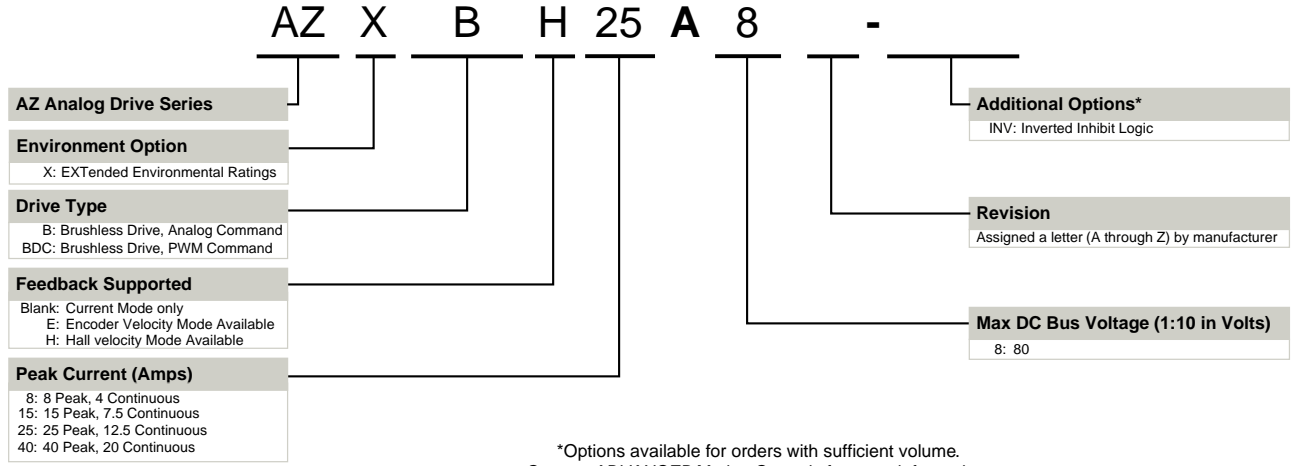 AZ X B H 25 A 8 -
AZ Analog Drive Series
Environment Option
X: EXTended Environmental Ratings
Drive Type
B: Brushless Drive, Analog Command
BDC: Brushless Drive, PWM Command
Feedback Supported
Blank: Current Mode only
E: Encoder Velocity Mode Available
H: Hall velocity Mode Available
Peak Current (Amps)
8: 8 Peak, 4 Continuous
15: 15 Peak, 7.5 Continuous
25: 25 Peak, 12.5 Continuous
40: 40 Peak, 20 Continuous
Additional Options*
INV: Inverted Inhibit Logic
Revision
Assigned a letter (A through Z) by manufacturer
Max DC Bus Voltage (1:10 in Volts)
8: 80
*Options available for orders with sufficient volume.